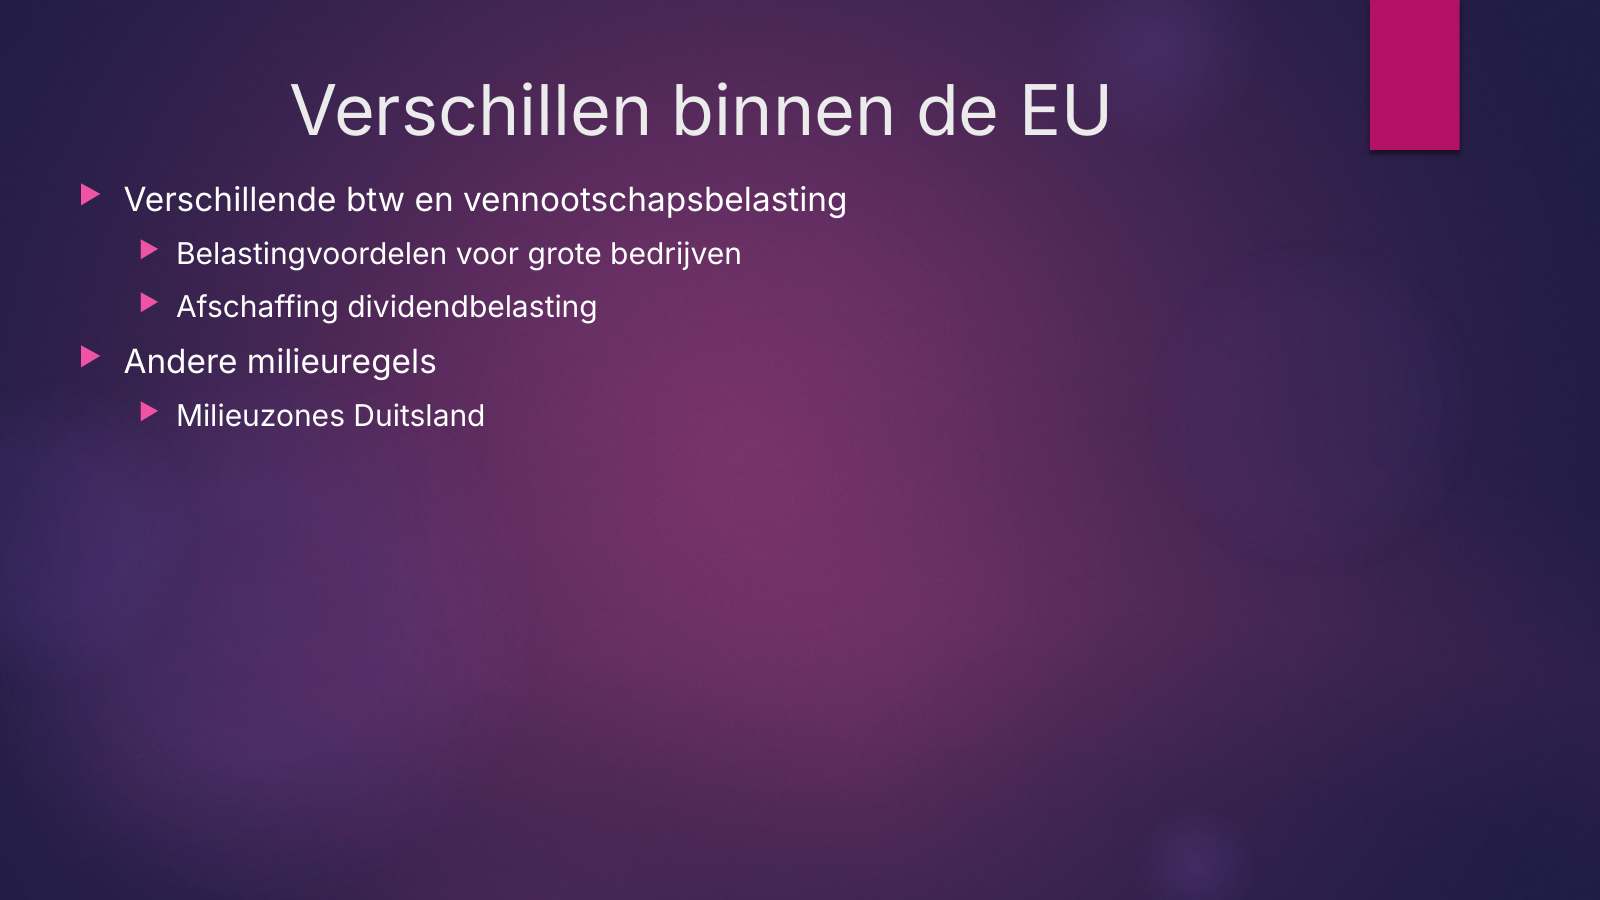 Verschillen binnen de EU
Verschillende btw en vennootschapsbelasting
Belastingvoordelen voor grote bedrijven
Afschaffing dividendbelasting
Andere milieuregels
Milieuzones Duitsland